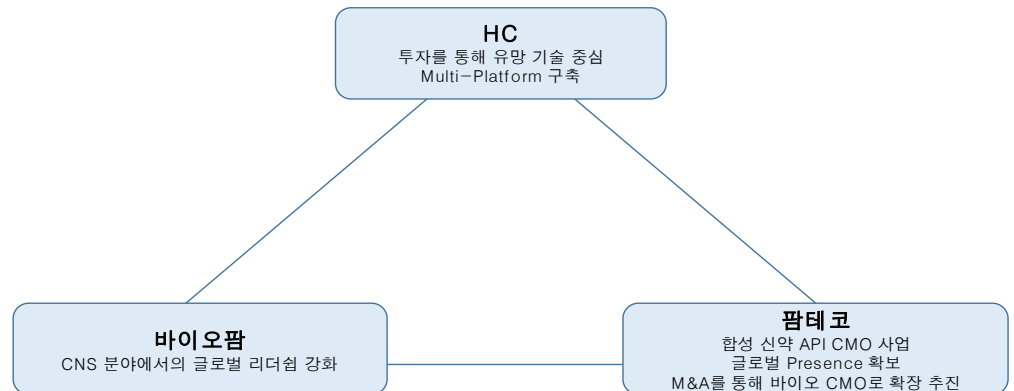 HC
투자를 통해 유망 기술 중심
Multi-Platform 구축
바이오팜
CNS 분야에서의 글로벌 리더쉽 강화
팜테코
합성 신약 API CMO 사업
글로벌 Presence 확보
M&A를 통해 바이오 CMO로 확장 추진